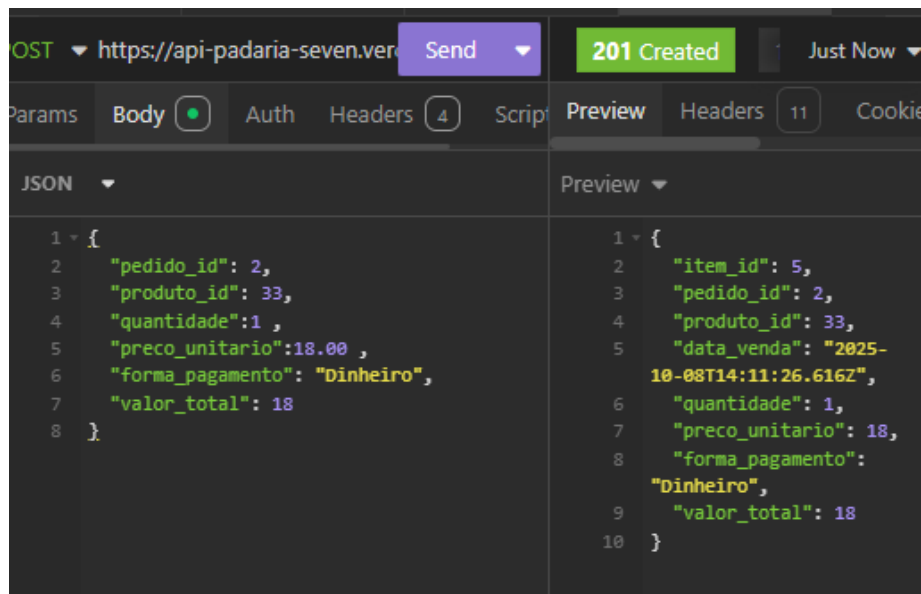 POST https://api-padaria-seven.ver Send
201 Created Just Now
Params Body Auth Headers 4 Script
Preview Headers 11 Cookie
JSON
Preview
1 {
2 "pedido_id": 2,
3 "produto_id": 33,
4 "quantidade":1 ,
5 "preco_unitario":18.00 ,
6 "forma_pagamento": "Dinheiro",
7 "valor_total": 18
8 }
1 {
2 "item_id": 5,
3 "pedido_id": 2,
4 "produto_id": 33,
5 "data_venda": "2025-
10-08T14:11:26.616Z",
6 "quantidade": 1,
7 "preco_unitario": 18,
8 "forma_pagamento":
"Dinheiro",
9 "valor_total": 18
10 }